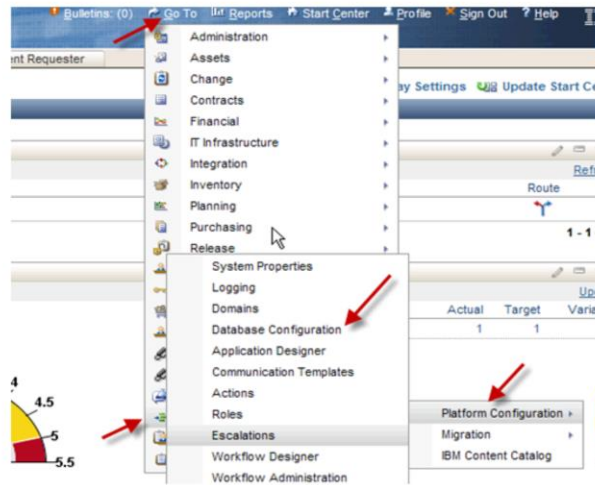 Bulletins: (0) Go To Reports Start Center Profile Sign Out ? Help
Administration
nt Requester
Assets
Change
ay Settings Update Start Ce
Contracts
Financial
IT Infrastructure
Integration
Refr
Inventory
Route
Planning
Purchasing
1 - 1
Release
System Properties
Logging
Up
Domains
Actual Target Varia
Database Configuration
1 1
Application Designer
Communication Templates
4
Actions
4.5
Roles
Platform Configuration
5
Escalations
Migration
Workflow Designer
IBM Content Catalog
5.5
Workflow Administration